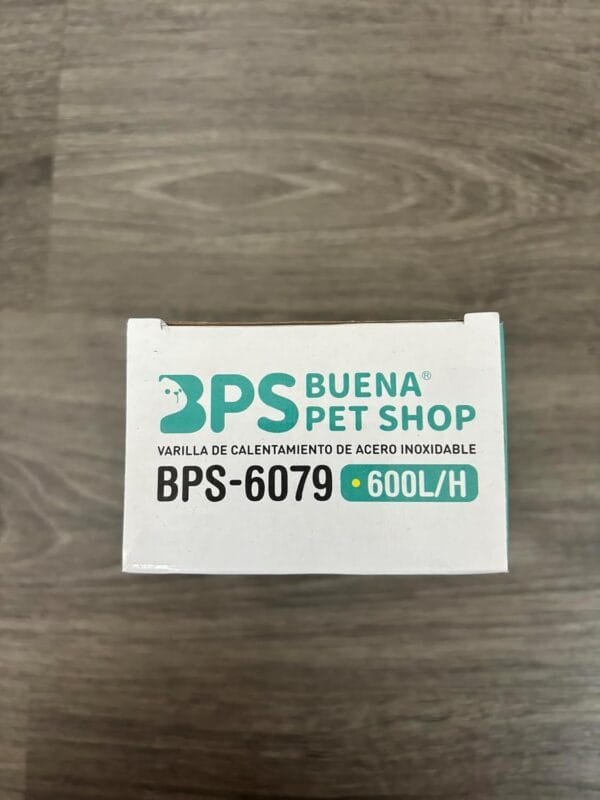 BPS BUENA®
PET SHOP
VARILLA DE CALENTAMIENTO DE ACERO INOXIDABLE
BPS-6079 • 600L/H